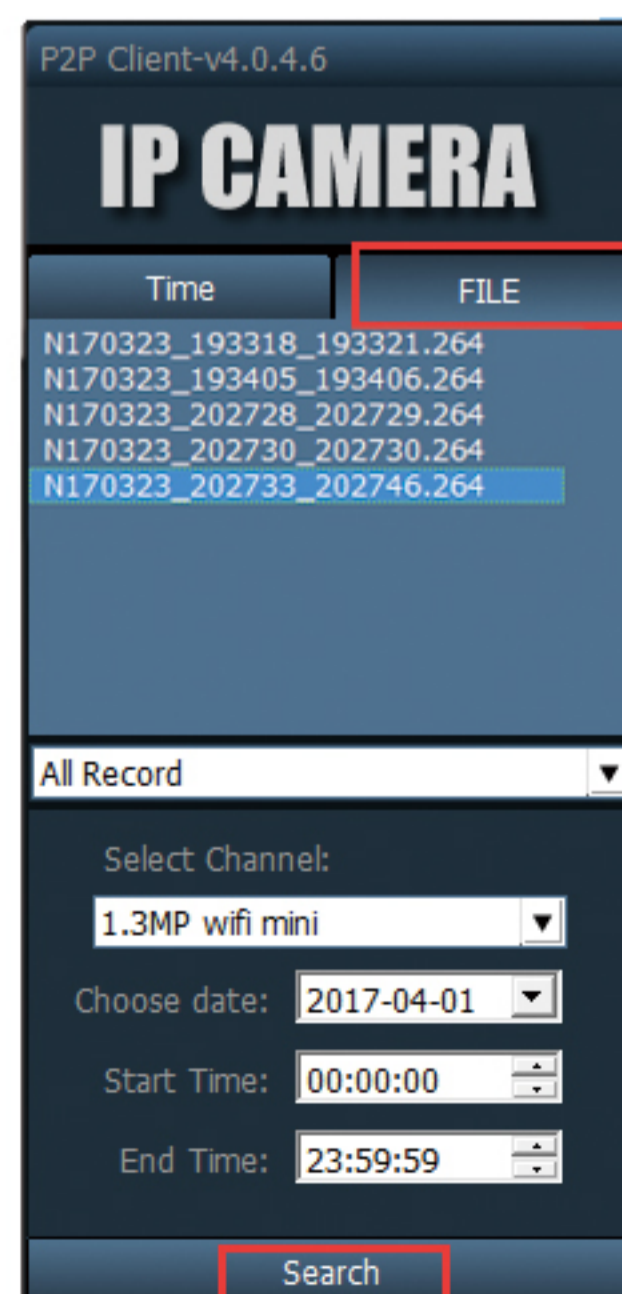 P2P Client-v4.0.4.6
IP CAMERA
Time FILE
N170323_193318_193321.264
N170323_193405_193406.264
N170323_202728_202729.264
N170323_202730_202730.264
N170323_202733_202746.264
All Record
Select Channel:
1.3MP wifi mini
Choose date: 2017-04-01
Start Time: 00:00:00
End Time: 23:59:59
Search